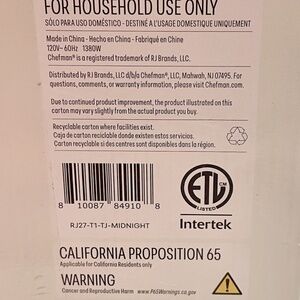 FOR HOUSEHOLD USE ONLY
SÓLO PARA USO DOMÉSTICO - DESTINÉ A L'USAGE DOMESTIQUE UNIQUEMENT
Made in China - Hecho en China - Fabriqué en Chine
120V~ 60Hz 1380W
Chefman® is a registered trademark of RJ Brands, LLC.
Distributed by RJ Brands, LLC d/b/a Chefman®, LLC, Mahwah, NJ 07495. For
questions, comments, or warranty information, please visit Chefman.com.
Due to continued product improvement, the product illustrated on this
carton may vary slightly from the actual product enclosed.
Recyclable carton where facilities exist.
Caja de cartón reciclable donde existen estos servicios.
Carton recyclable si des centres sont disponibles dans la région.
8 10087 84910 8
RJ27-T1-TJ-MIDNIGHT
ETL
CM
LISTED
Intertek
CALIFORNIA PROPOSITION 65
Applicable for California Residents only
WARNING
Cancer and Reproductive Harm www.P65Warnings.ca.gov